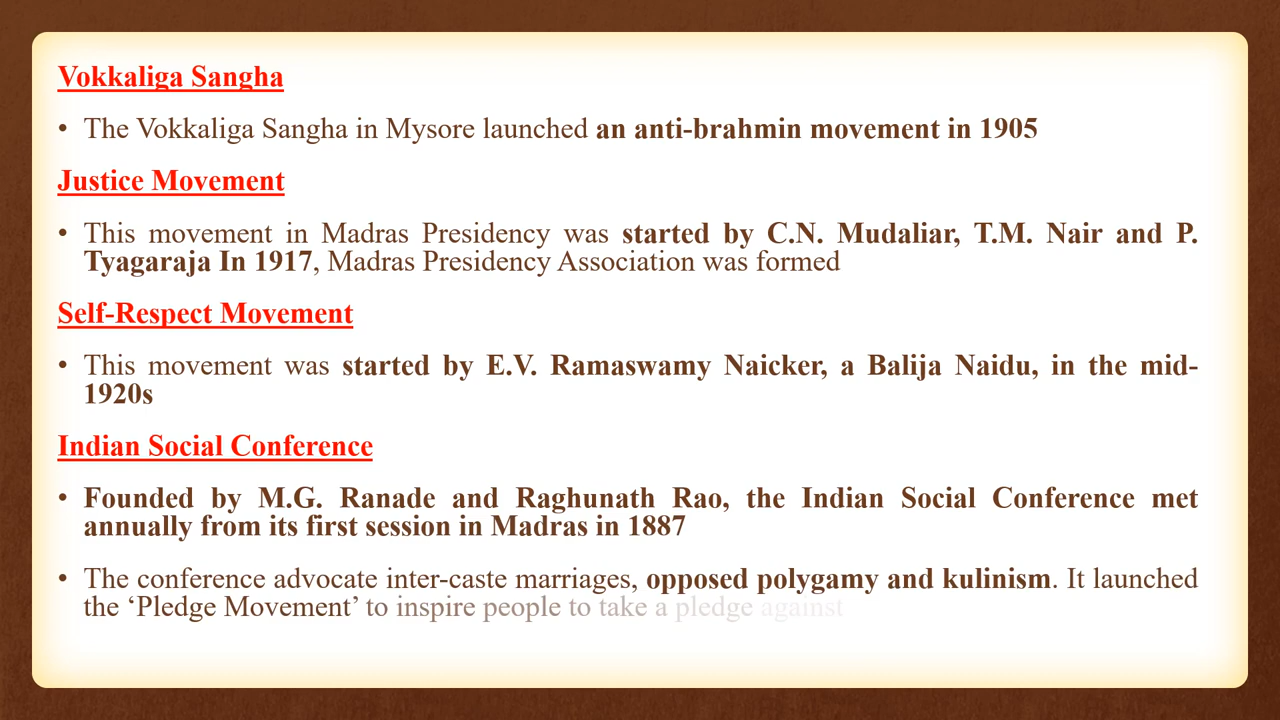 Vokkaliga Sangha
• The Vokkaliga Sangha in Mysore launched an anti-brahmin movement in 1905
Justice Movement
• This movement in Madras Presidency was started by C.N. Mudaliar, T.M. Nair and P.
Tyagaraja In 1917, Madras Presidency Association was formed
Self-Respect Movement
• This movement was started by E.V. Ramaswamy Naicker, a Balija Naidu, in the mid-
1920s
Indian Social Conference
• Founded by M.G. Ranade and Raghunath Rao, the Indian Social Conference met
annually from its first session in Madras in 1887
• The conference advocate inter-caste marriages, opposed polygamy and kulinism. It launched
the ‘Pledge Movement’ to inspire people to take a pledge against